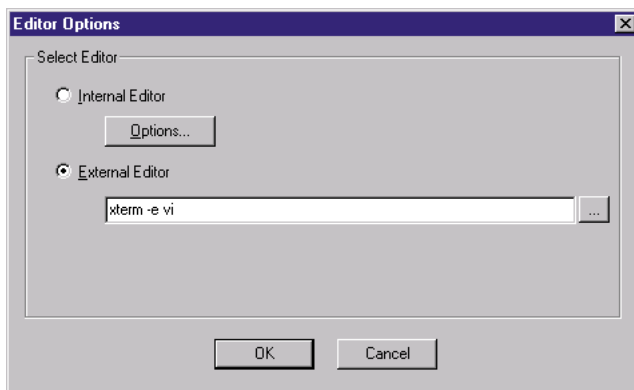 Editor Options
Select Editor
Internal Editor
Options...
External Editor
xterm -e vi
...
OK
Cancel